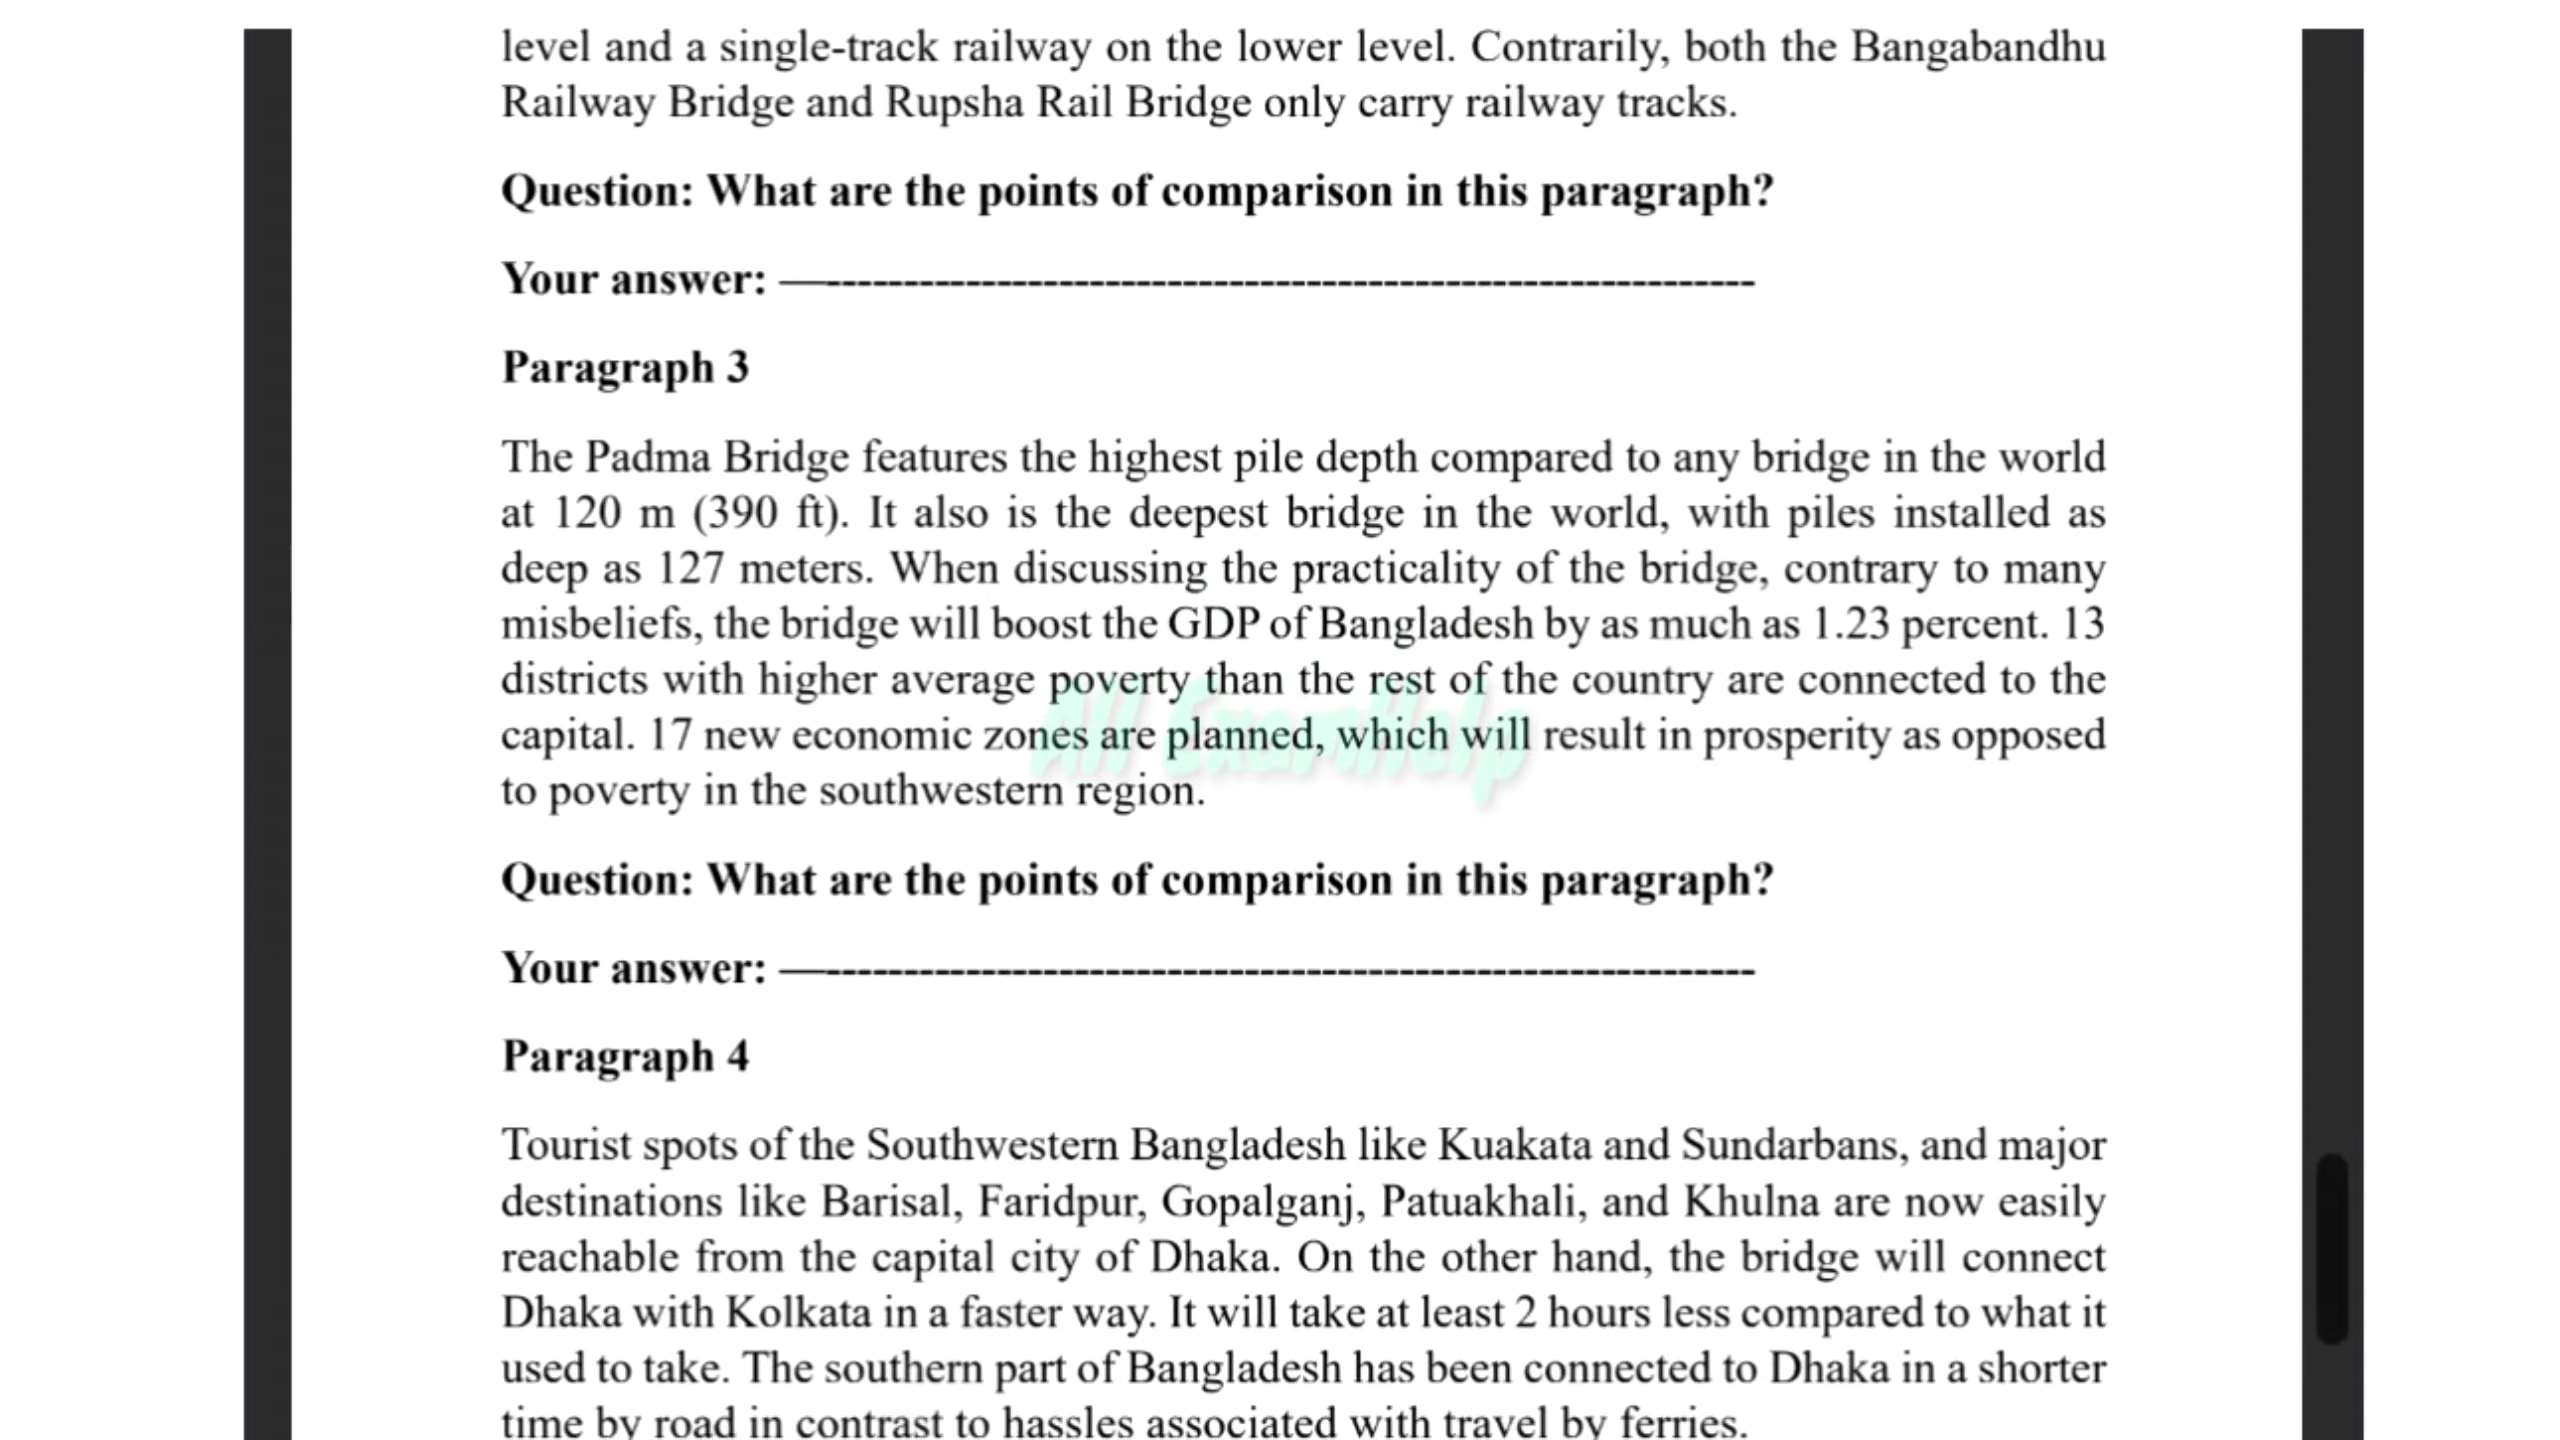 level and a single-track railway on the lower level. Contrarily, both the Bangabandhu
Railway Bridge and Rupsha Rail Bridge only carry railway tracks.
Question: What are the points of comparison in this paragraph?
Your answer: —------------------------------------------------------------
Paragraph 3
The Padma Bridge features the highest pile depth compared to any bridge in the world
at 120 m (390 ft). It also is the deepest bridge in the world, with piles installed as
deep as 127 meters. When discussing the practicality of the bridge, contrary to many
misbeliefs, the bridge will boost the GDP of Bangladesh by as much as 1.23 percent. 13
districts with higher average poverty than the rest of the country are connected to the
capital. 17 new economic zones are planned, which will result in prosperity as opposed
to poverty in the southwestern region.
All ExamHelp
Question: What are the points of comparison in this paragraph?
Your answer: —------------------------------------------------------------
Paragraph 4
Tourist spots of the Southwestern Bangladesh like Kuakata and Sundarbans, and major
destinations like Barisal, Faridpur, Gopalganj, Patuakhali, and Khulna are now easily
reachable from the capital city of Dhaka. On the other hand, the bridge will connect
Dhaka with Kolkata in a faster way. It will take at least 2 hours less compared to what it
used to take. The southern part of Bangladesh has been connected to Dhaka in a shorter
time by road in contrast to hassles associated with travel by ferries.